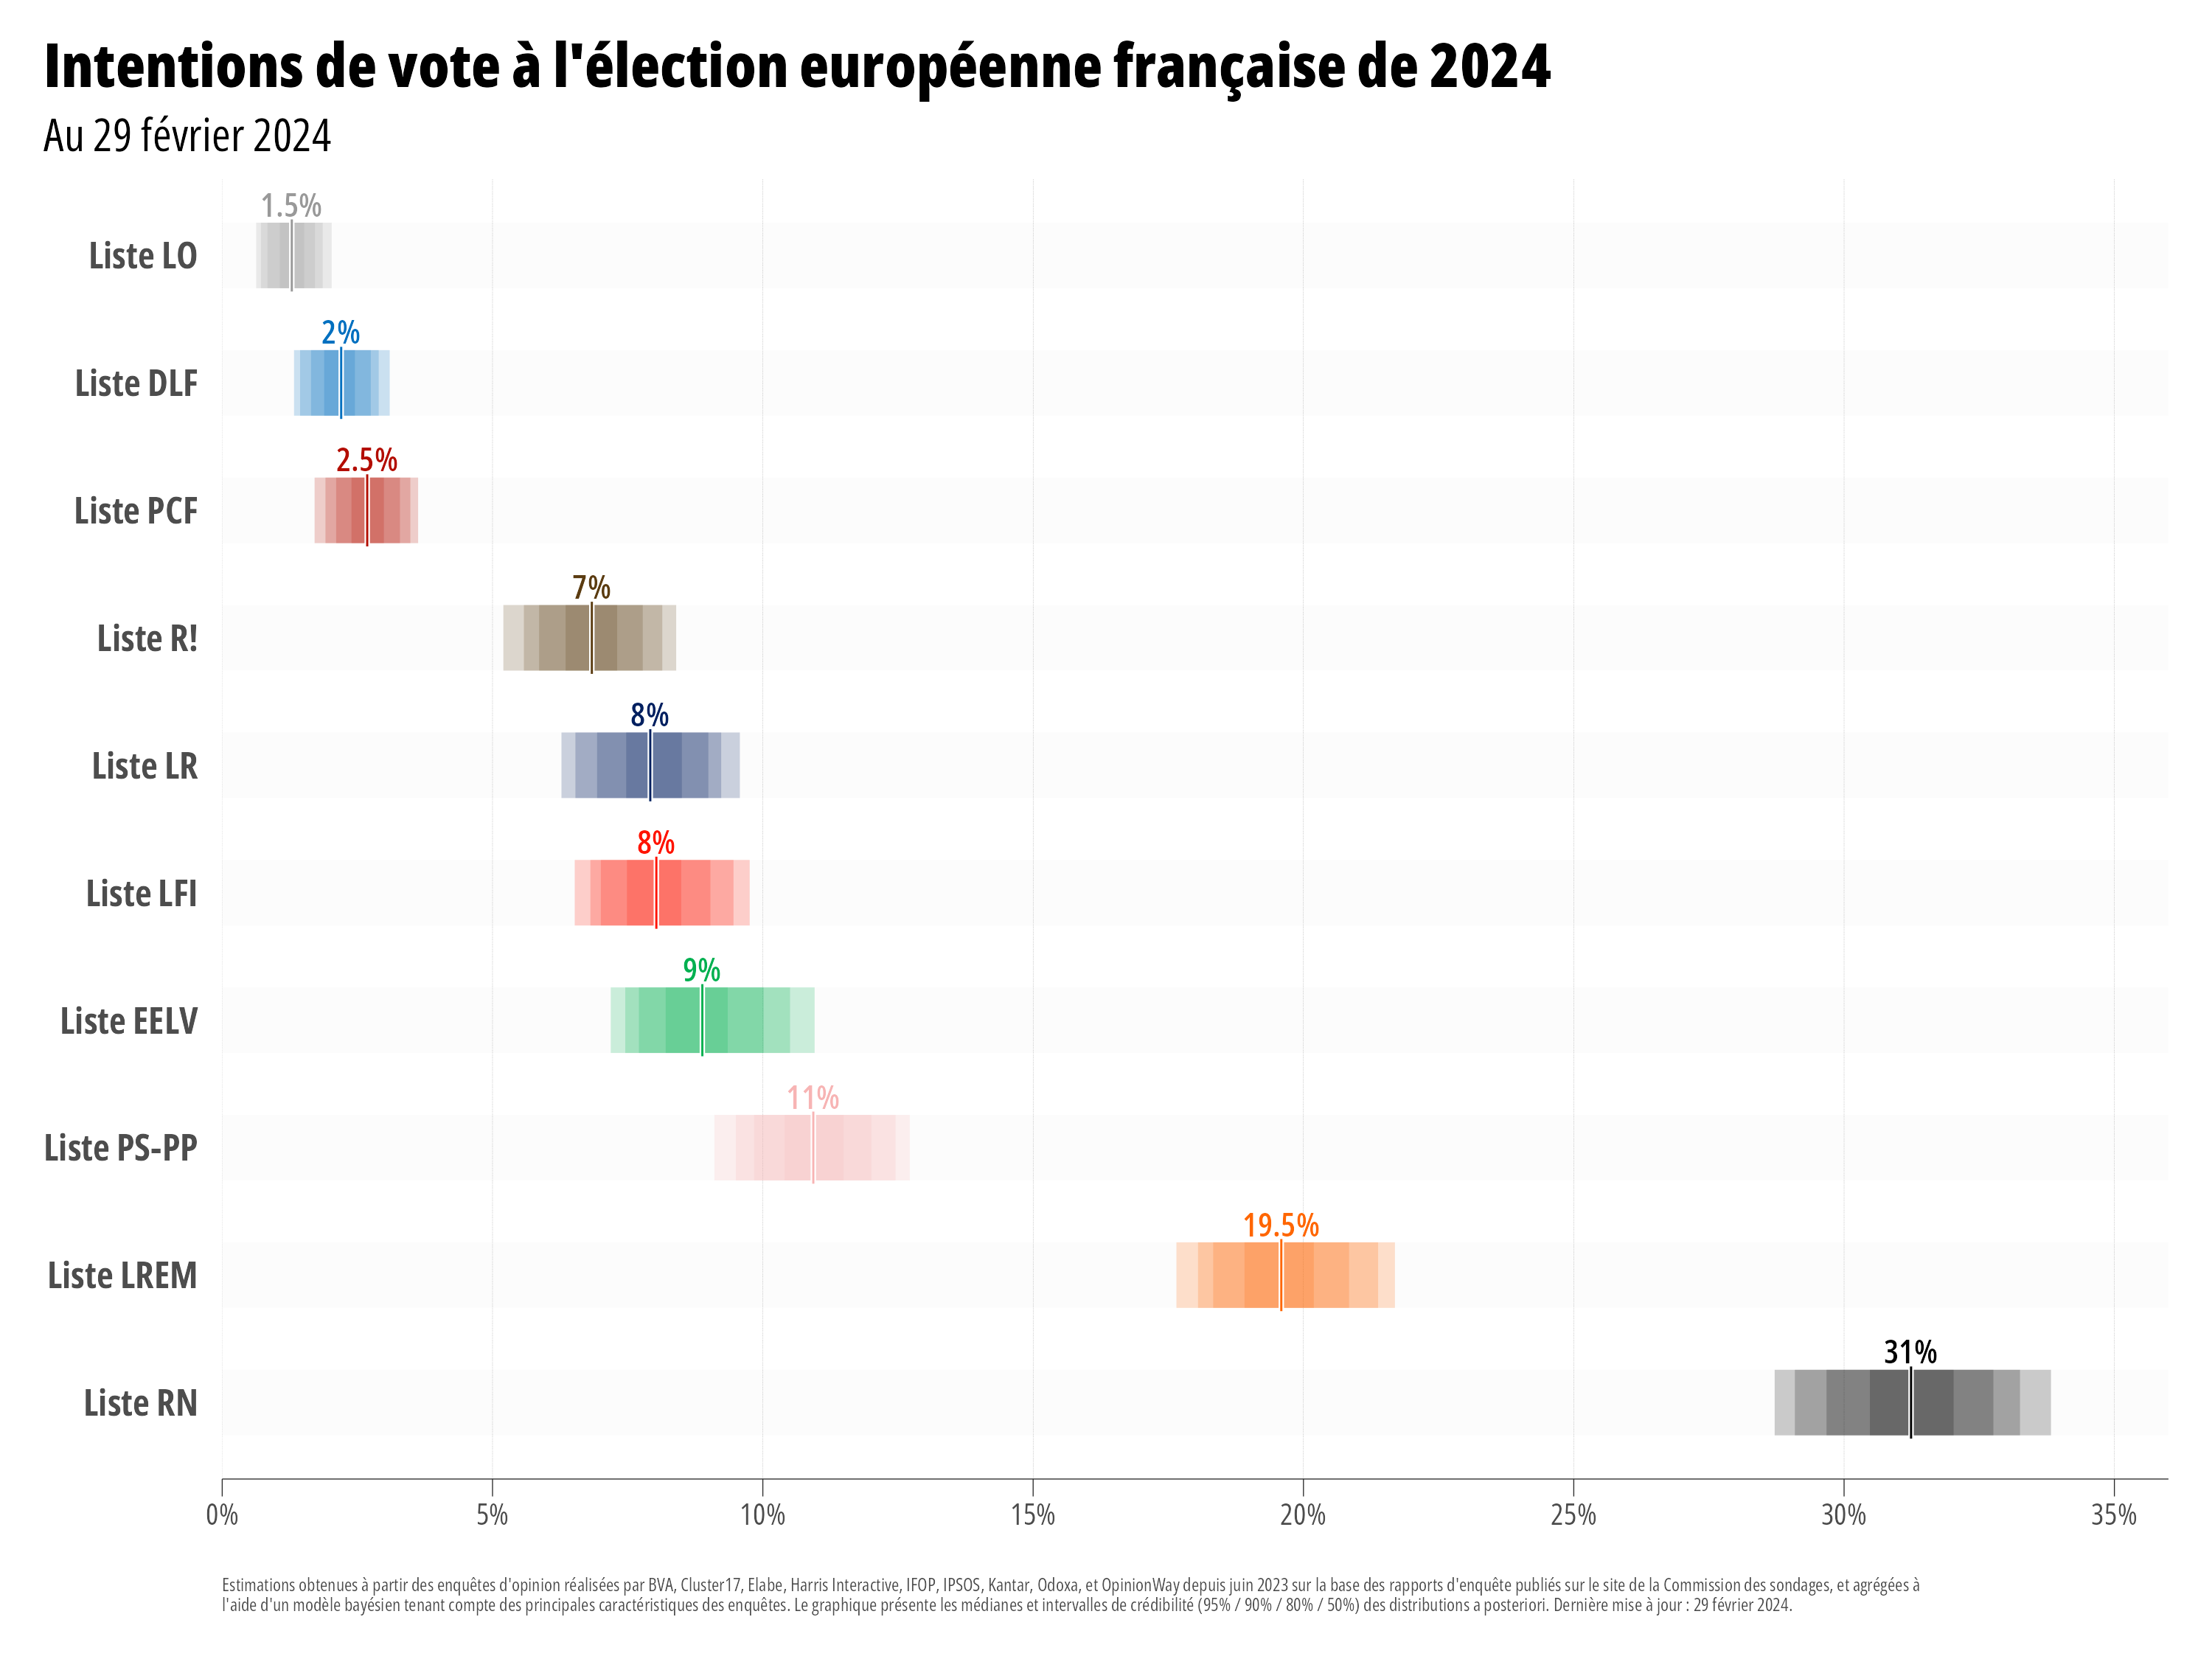 Intentions de vote à l'élection européenne française de 2024
Au 29 février 2024
1.5%
Liste LO
2%
Liste DLF
2.5%
Liste PCF
7%
Liste R!
8%
Liste LR
8%
Liste LFI
9%
Liste EELV
11%
Liste PS-PP
19.5%
Liste LREM
31%
Liste RN
0% 5% 10% 15% 20% 25% 30% 35%
Estimations obtenues à partir des enquêtes d'opinion réalisées par BVA, Cluster17, Elabe, Harris Interactive, IFOP, IPSOS, Kantar, Odoxa, et OpinionWay depuis juin 2023 sur la base des rapports d'enquête publiés sur le site de la Commission des sondages, et agrégées à
l'aide d'un modèle bayésien tenant compte des principales caractéristiques des enquêtes. Le graphique présente les médianes et intervalles de crédibilité (95% / 90% / 80% / 50%) des distributions a posteriori. Dernière mise à jour : 29 février 2024.